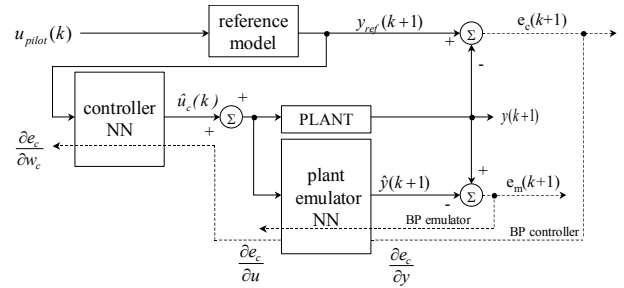 u_pilot(k)
reference
model
y_ref(k+1)
+
Σ
e_c(k+1)
-
controller
NN
û_c(k)
+
+
Σ
PLANT
y(k+1)
∂e_c
∂w_c
plant
emulator
NN
ŷ(k+1)
+
-
Σ
e_m(k+1)
BP emulator
BP controller
∂e_c
∂u
∂e_c
∂y